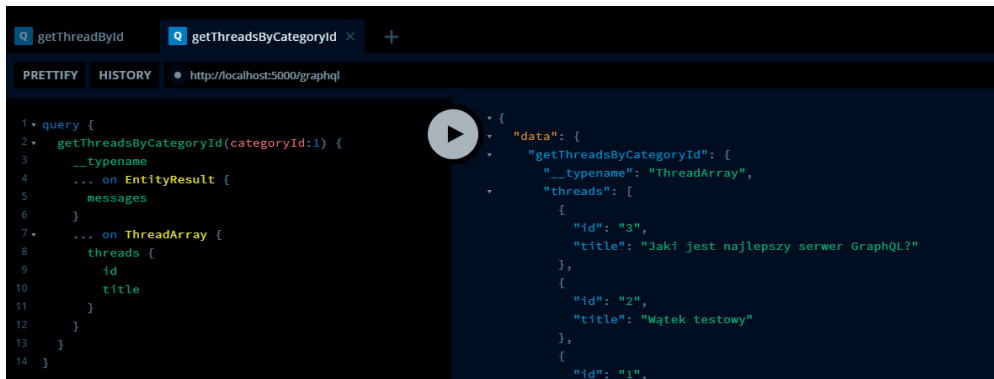 Q getThreadById Q getThreadsByCategoryId × +
PRETTIFY HISTORY http://localhost:5000/graphql
1 query {
2 getThreadsByCategoryId(categoryId:1) {
3 __typename
4 ... on EntityResult {
5 messages
6 }
7 ... on ThreadArray {
8 threads {
9 id
10 title
11 }
12 }
13 }
14 }
{
"data": {
"getThreadsByCategoryId": {
"__typename": "ThreadArray",
"threads": [
{
"id": "3",
"title": "Jaki jest najlepszy serwer GraphQL?"
},
{
"id": "2",
"title": "Wątek testowy"
},
{
"id": "1",